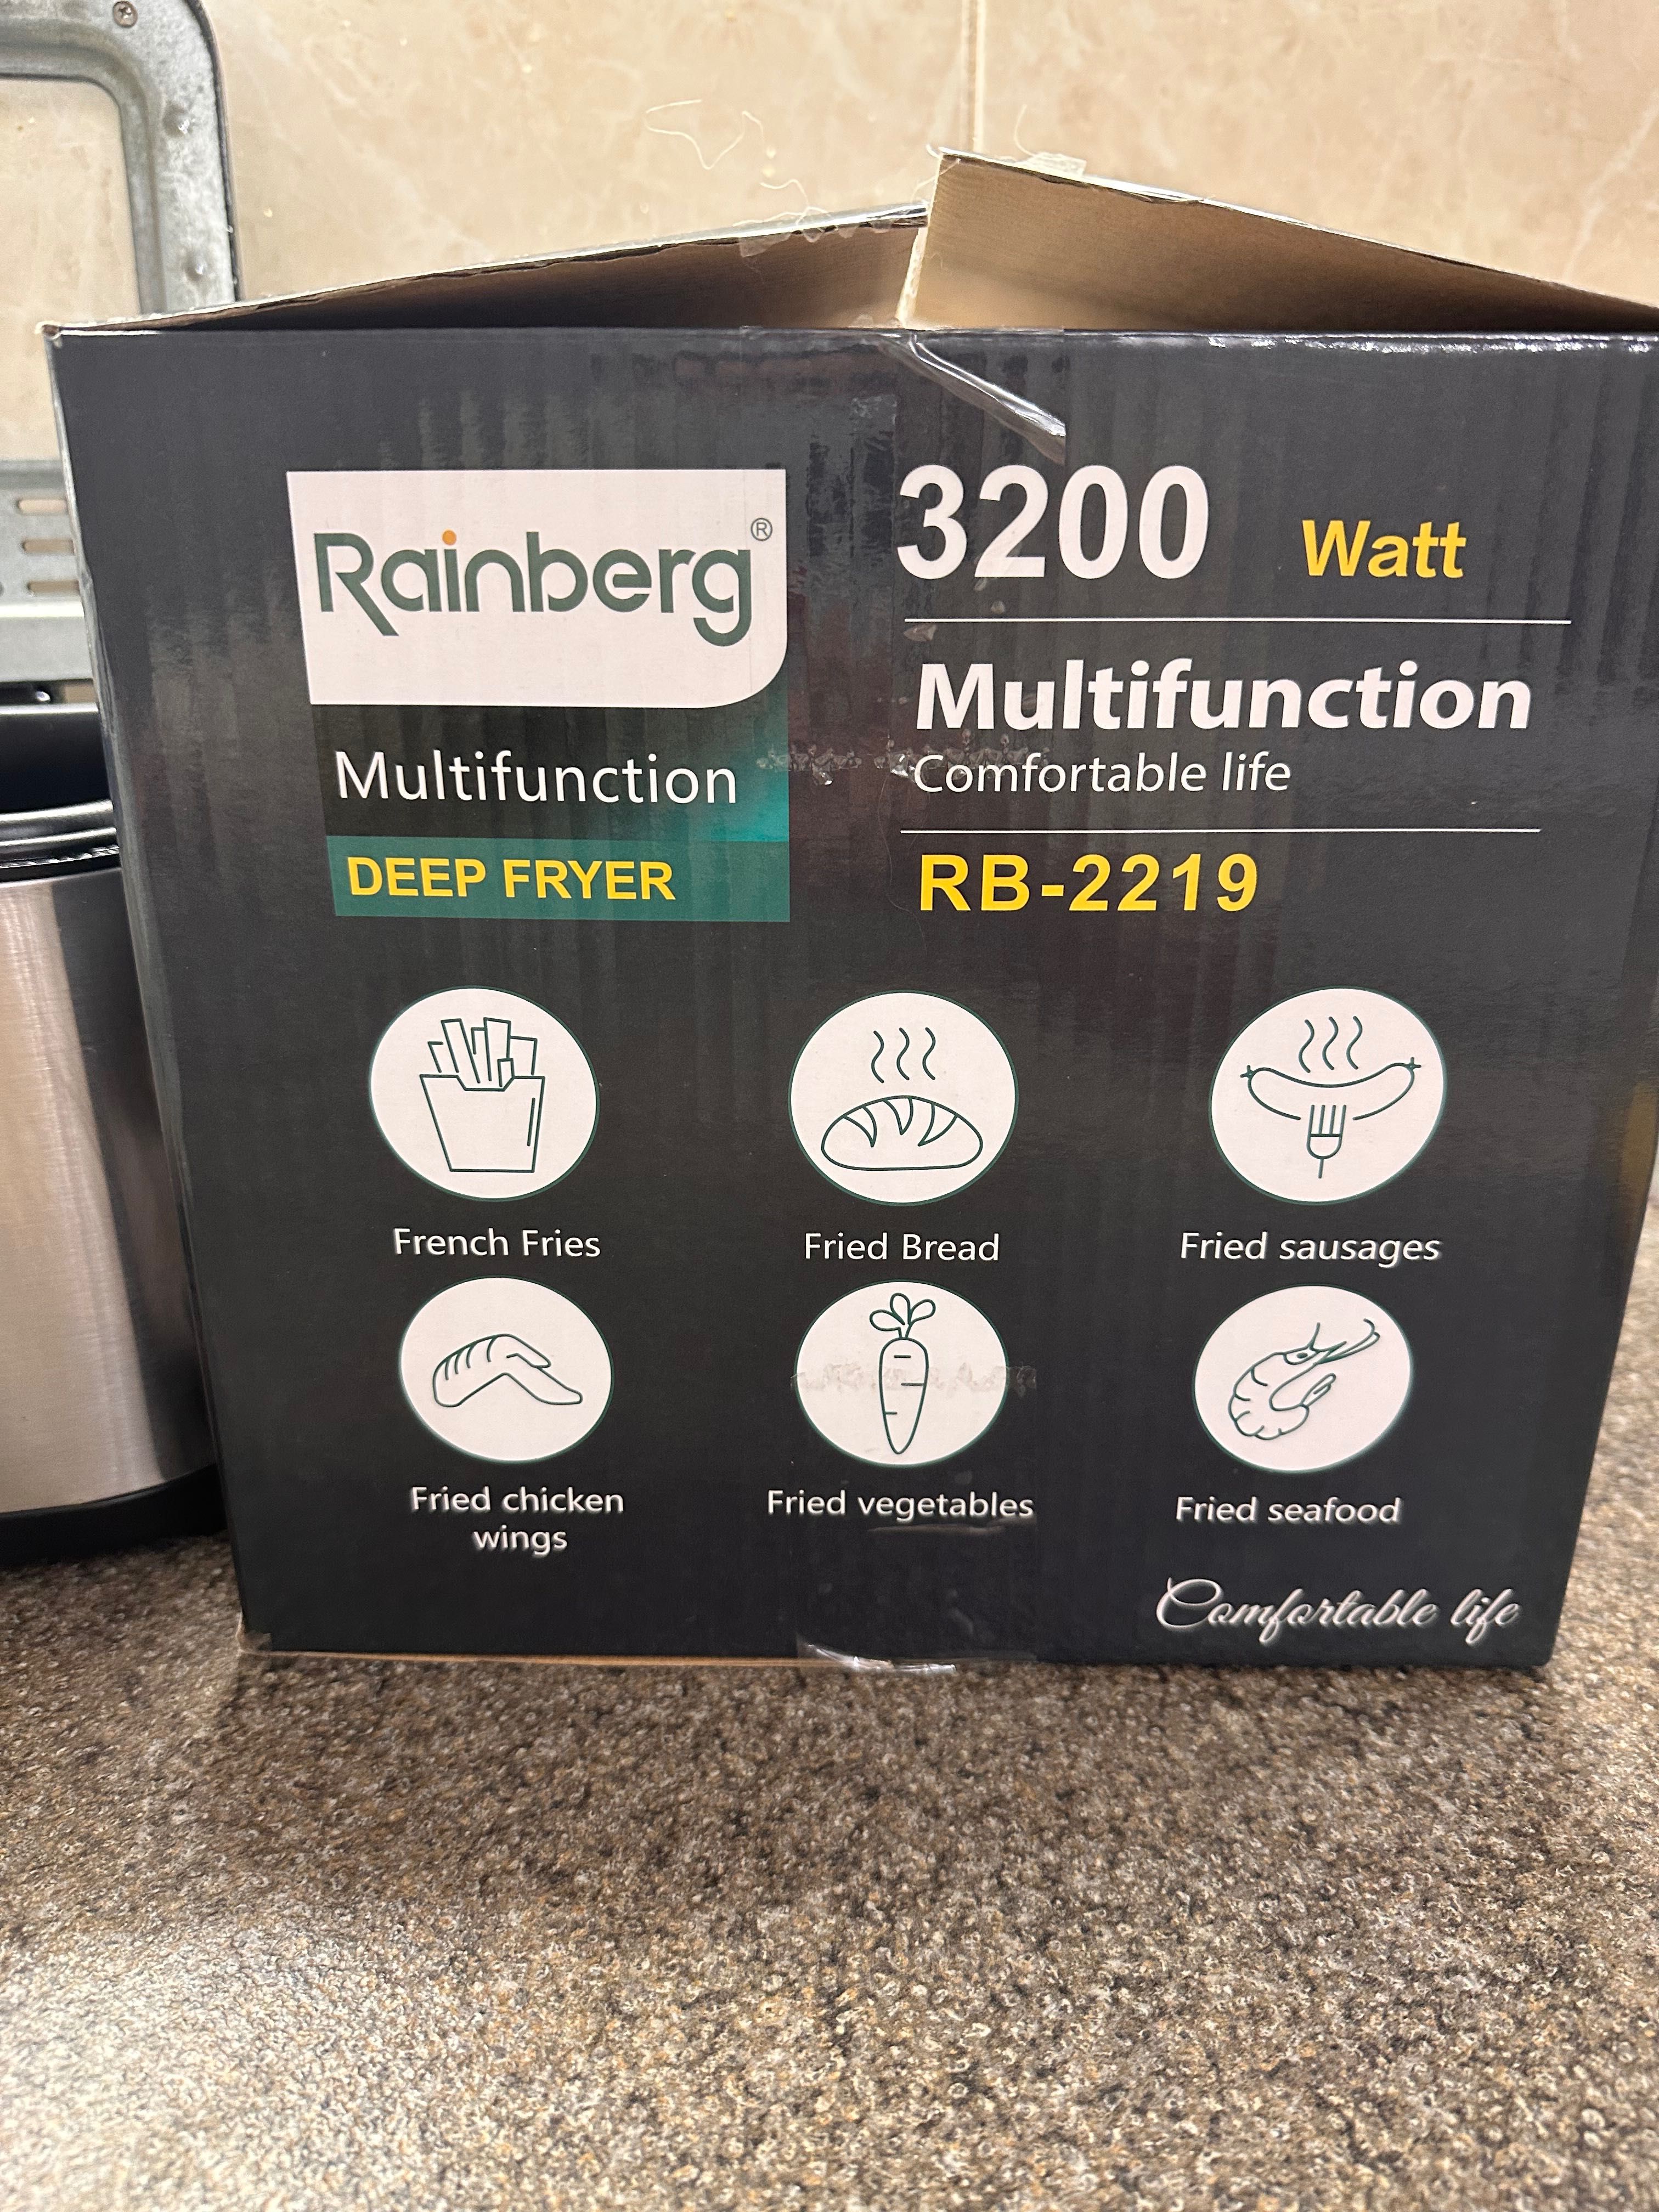 Rainberg®
Multifunction
DEEP FRYER
3200 Watt
Multifunction
Comfortable life
RB-2219
French Fries
Fried Bread
Fried sausages
Fried chicken
wings
Fried vegetables
Fried seafood
Comfortable life